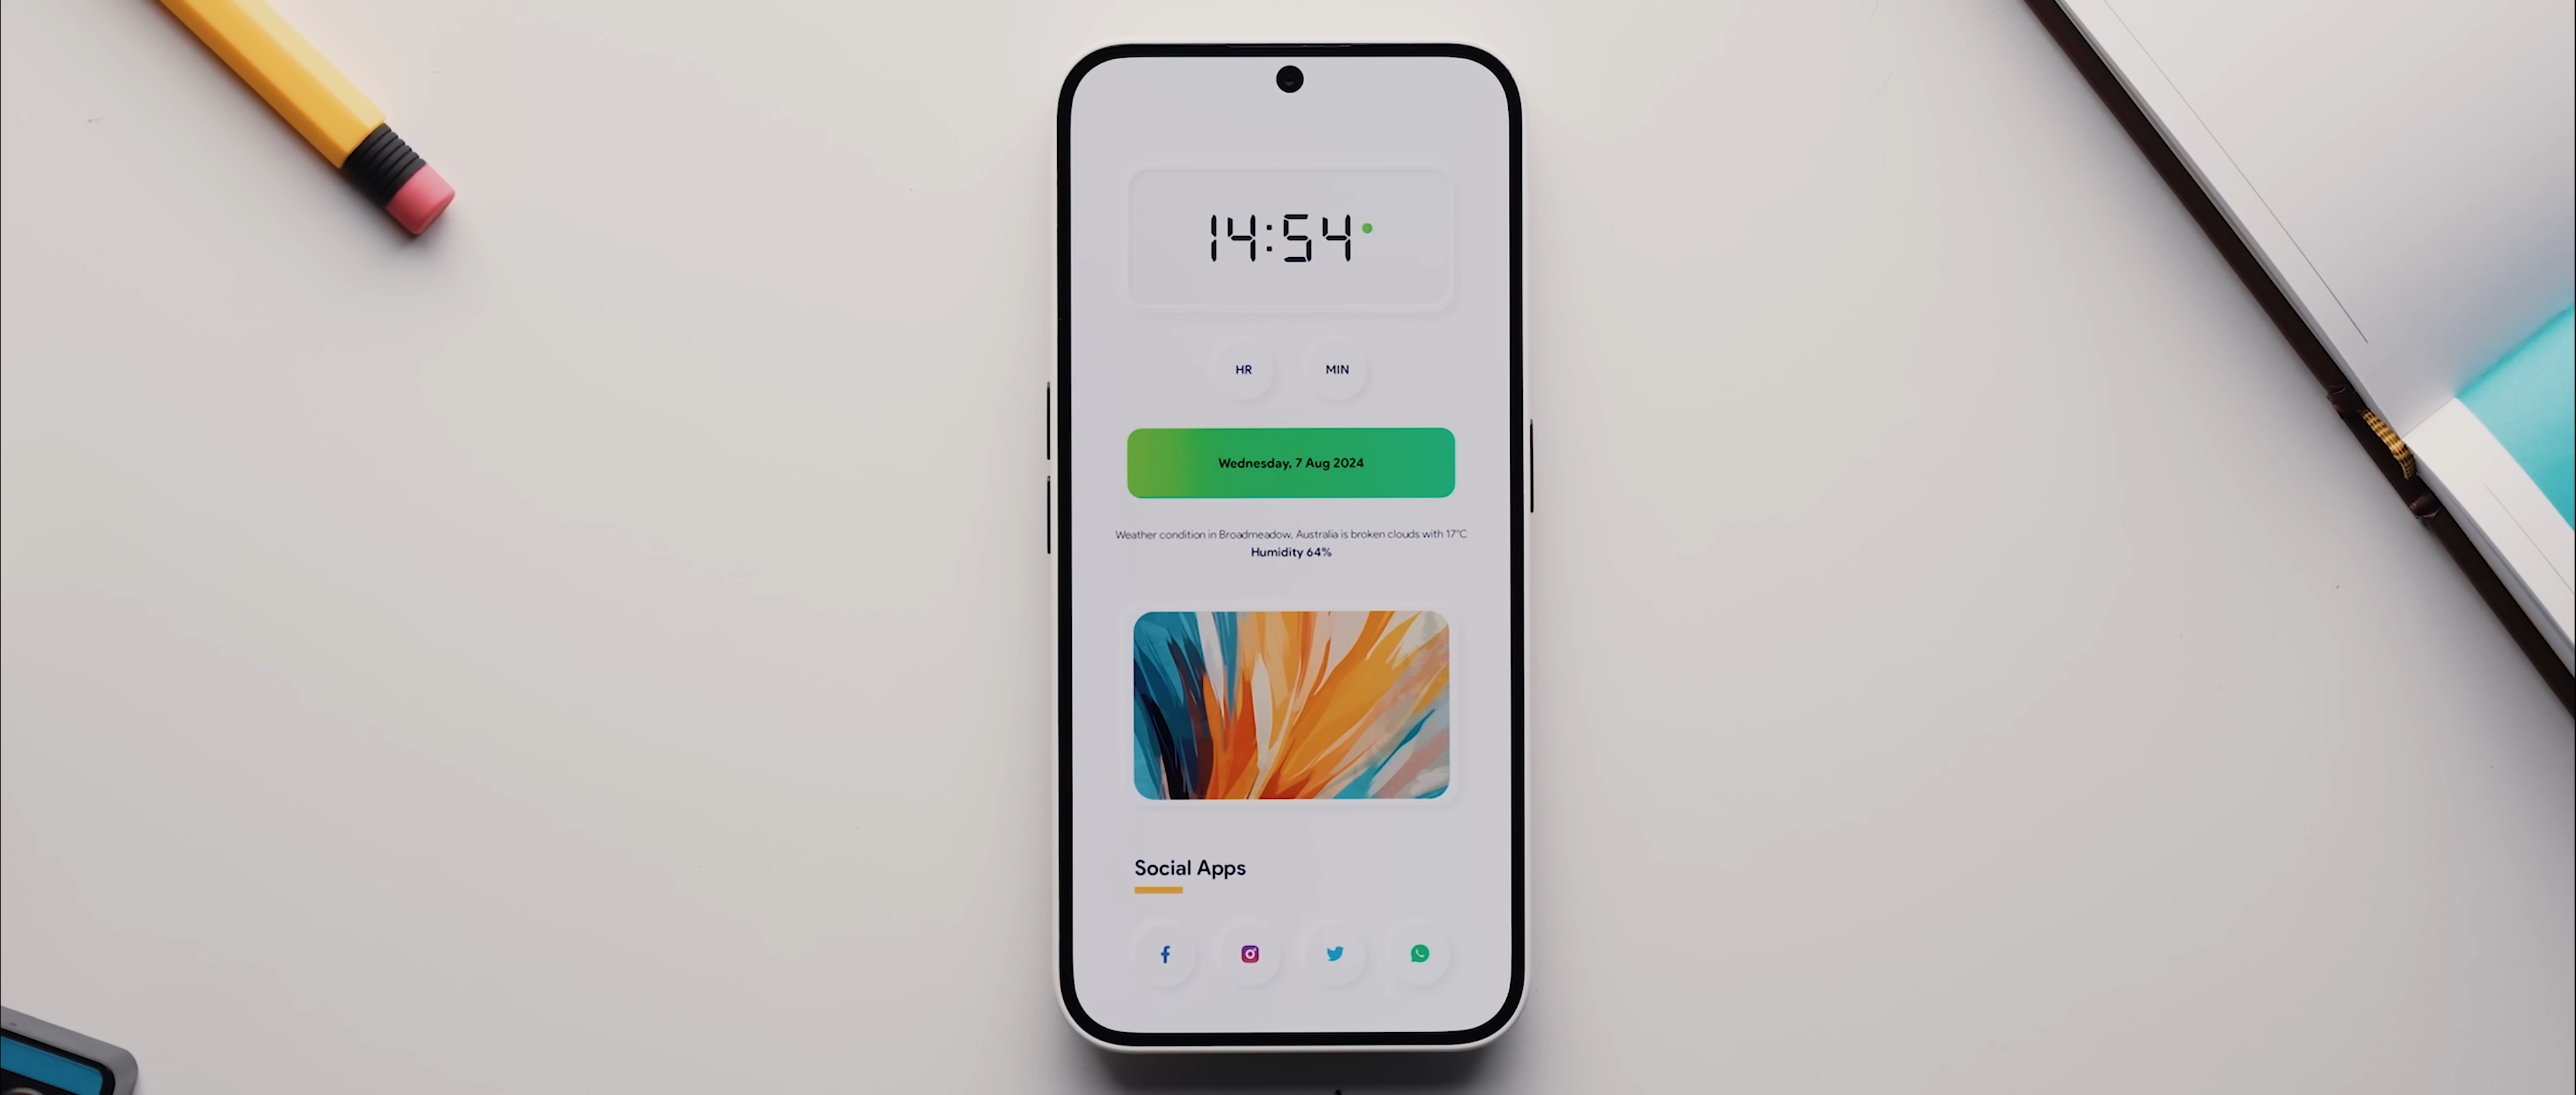 14:54
HR MIN
Wednesday, 7 Aug 2024
Weather condition in Broadmeadow, Australia is broken clouds with 17°C
Humidity 64%
Social Apps